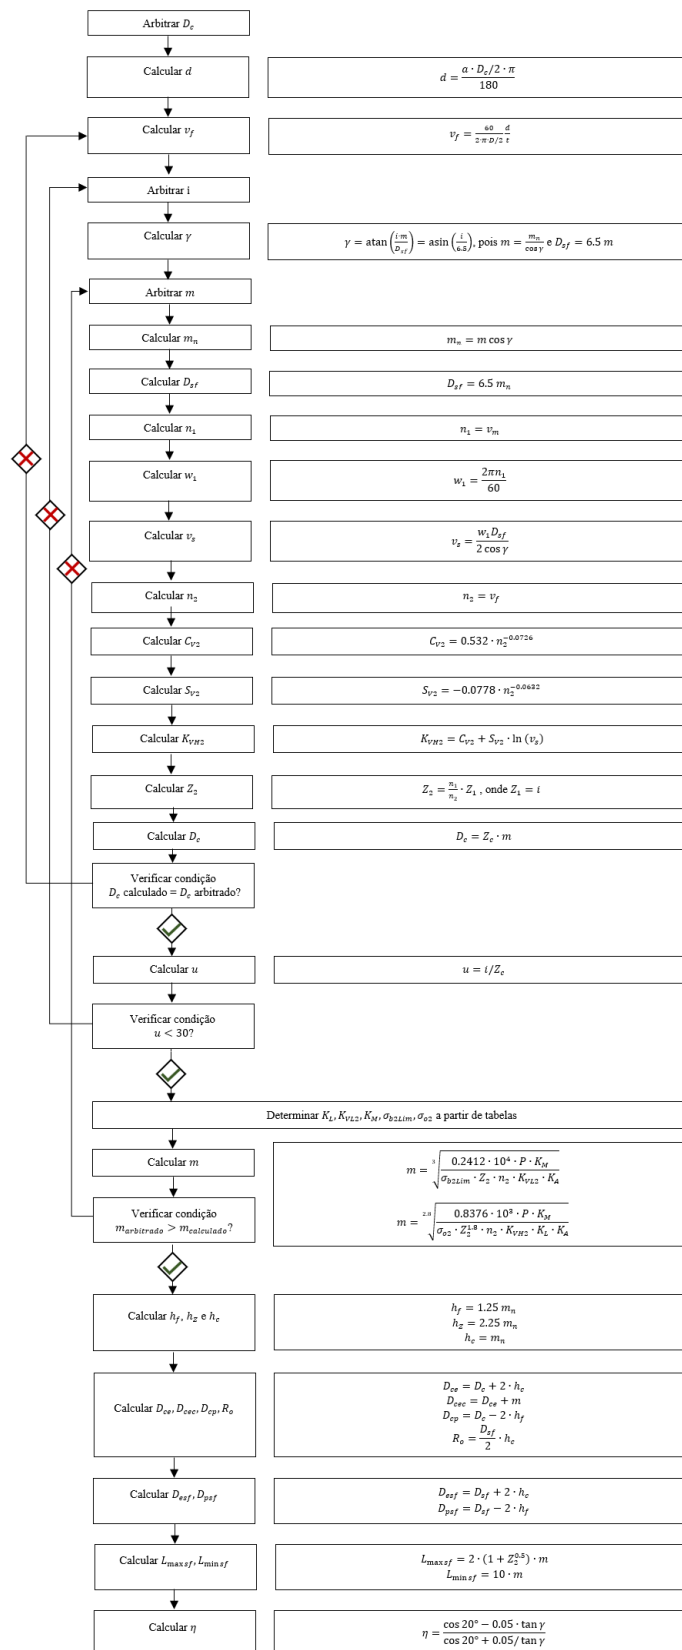 Arbitrar D_c
Calcular d
d = (α · D_c/2 · π)/180
Calcular v_f
v_f = 60/(2·π·D/2) d/t
Arbitrar i
Calcular γ
γ = atan (i·m/D_sf) = asin (i/6.5), pois m = m_n/cos γ e D_sf = 6.5 m
Arbitrar m
Calcular m_n
m_n = m cos γ
Calcular D_sf
D_sf = 6.5 m_n
Calcular n_1
n_1 = v_m
Calcular w_1
w_1 = 2πn_1/60
Calcular v_s
v_s = w_1 D_sf/(2 cos γ)
Calcular n_2
n_2 = v_f
Calcular C_V2
C_V2 = 0.532 · n_2^−0.0726
Calcular S_V2
S_V2 = −0.0778 · n_2^−0.0632
Calcular K_VH2
K_VH2 = C_V2 + S_V2 · ln (v_s)
Calcular Z_2
Z_2 = n_1/n_2 · Z_1 , onde Z_1 = i
Calcular D_c
D_c = Z_c · m
Verificar condição
D_c calculado = D_c arbitrado?
Calcular u
u = i/Z_c
Verificar condição
u < 30?
Determinar K_L, K_VL2, K_M, σ_b2Lim, σ_o2 a partir de tabelas
Calcular m
m = ∛((0.2412 · 10^4 · P · K_M)/(σ_b2Lim · Z_2 · n_2 · K_VL2 · K_A))
Verificar condição
m_arbitrado > m_calculado?
m = ^2.8√((0.8376 · 10^3 · P · K_M)/(σ_o2 · Z_2^1.8 · n_2 · K_VH2 · K_L · K_A))
Calcular h_f, h_z e h_c
h_f = 1.25 m_n
h_z = 2.25 m_n
h_c = m_n
Calcular D_ce, D_cec, D_cp, R_o
D_ce = D_c + 2 · h_c
D_cec = D_ce + m
D_cp = D_c − 2 · h_f
R_o = D_sf/2 · h_c
Calcular D_esf, D_psf
D_esf = D_sf + 2 · h_c
D_psf = D_sf − 2 · h_f
Calcular L_max sf, L_min sf
L_max sf = 2 · (1 + Z_2^0.5) · m
L_min sf = 10 · m
Calcular η
η = (cos 20° − 0.05 · tan γ)/(cos 20° + 0.05/tan γ)